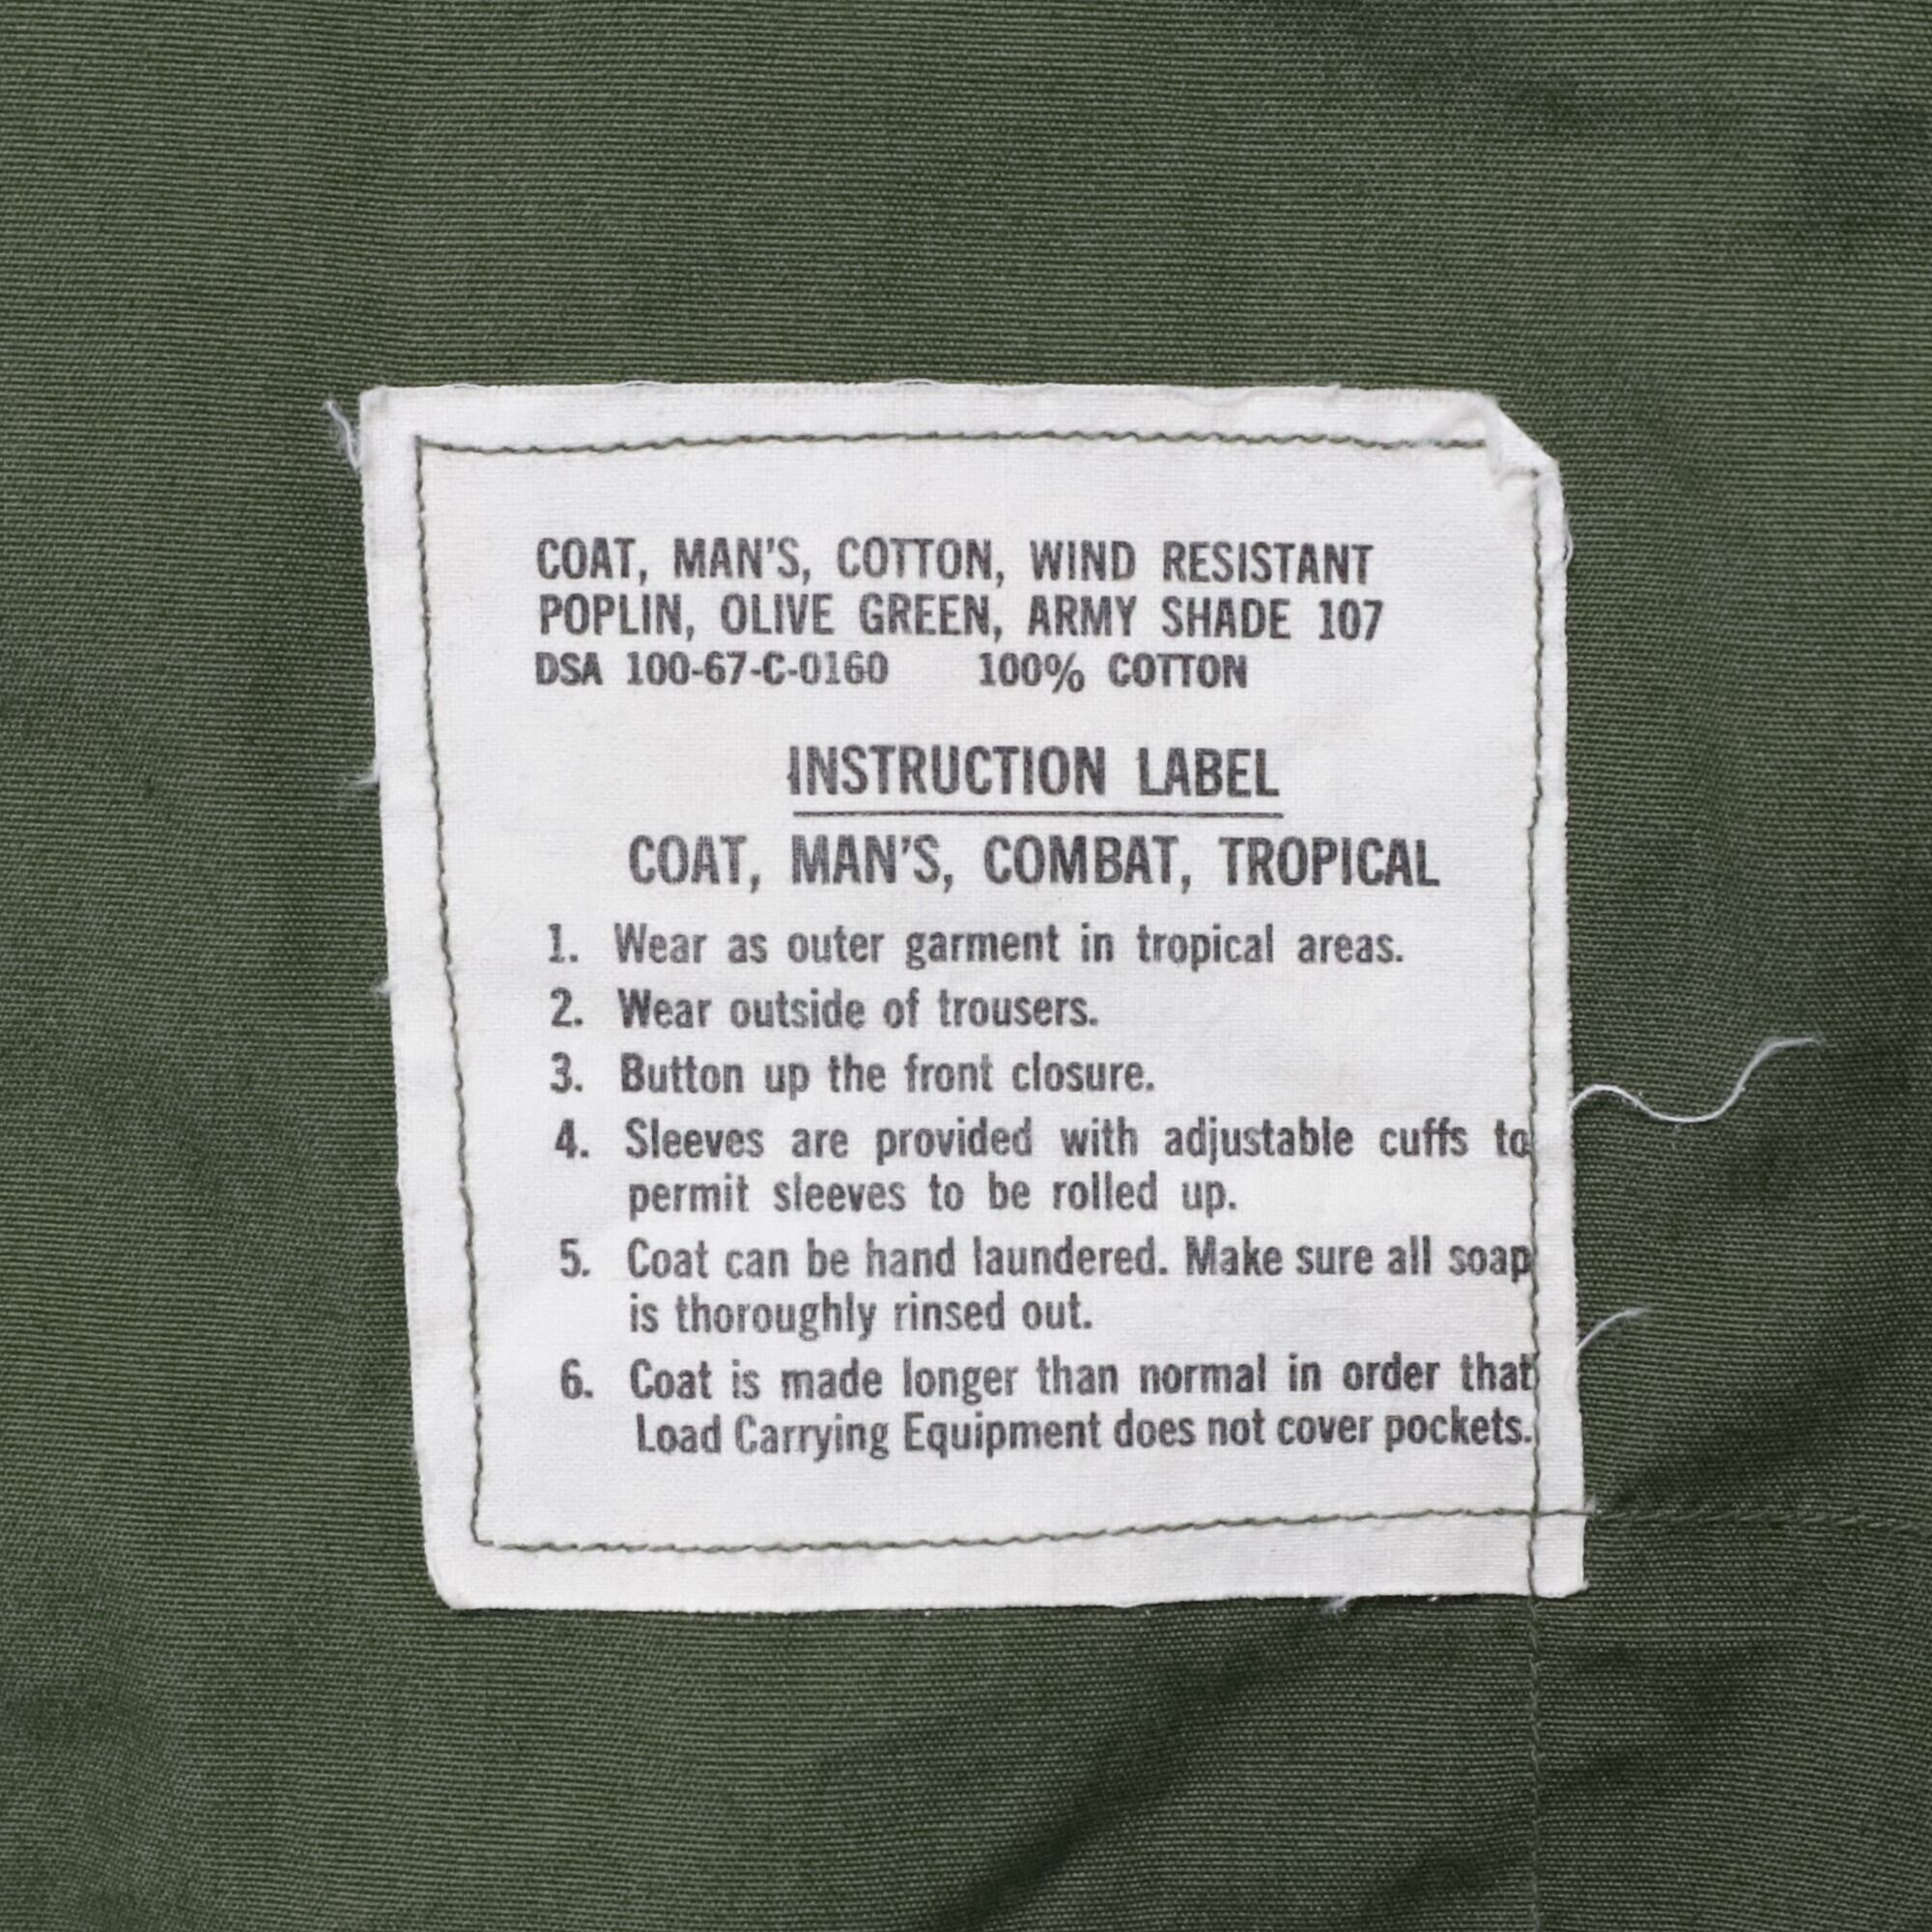 COAT, MAN'S, COTTON, WIND RESISTANT
POPLIN, OLIVE GREEN, ARMY SHADE 107
DSA 100-67-C-0160 100% COTTON
INSTRUCTION LABEL
COAT, MAN'S, COMBAT, TROPICAL
1. Wear as outer garment in tropical areas.
2. Wear outside of trousers.
3. Button up the front closure.
4. Sleeves are provided with adjustable cuffs to
permit sleeves to be rolled up.
5. Coat can be hand laundered. Make sure all soap
is thoroughly rinsed out.
6. Coat is made longer than normal in order that
Load Carrying Equipment does not cover pockets.